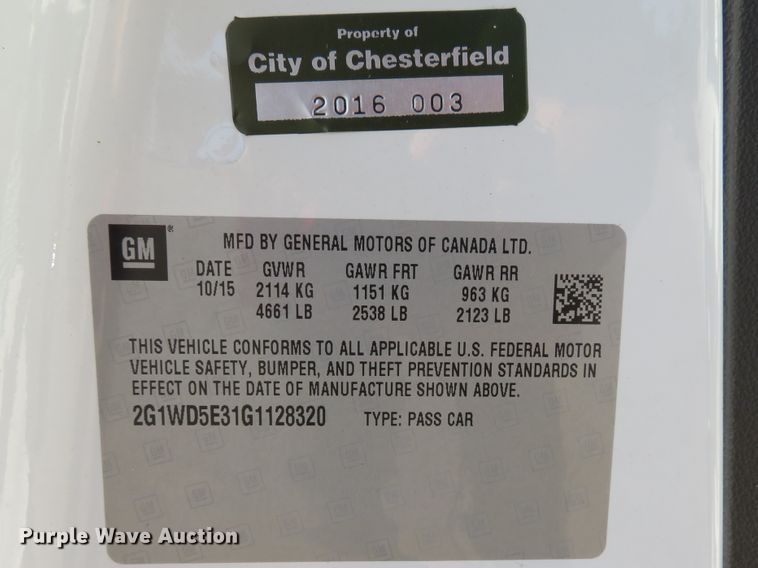 Property of
City of Chesterfield
2016 003
GM®
MFD BY GENERAL MOTORS OF CANADA LTD.
DATE GVWR GAWR FRT GAWR RR
10/15 2114 KG 1151 KG 963 KG
4661 LB 2538 LB 2123 LB
THIS VEHICLE CONFORMS TO ALL APPLICABLE U.S. FEDERAL MOTOR
VEHICLE SAFETY, BUMPER, AND THEFT PREVENTION STANDARDS IN
EFFECT ON THE DATE OF MANUFACTURE SHOWN ABOVE.
2G1WD5E31G1128320 TYPE: PASS CAR
Purple Wave Auction